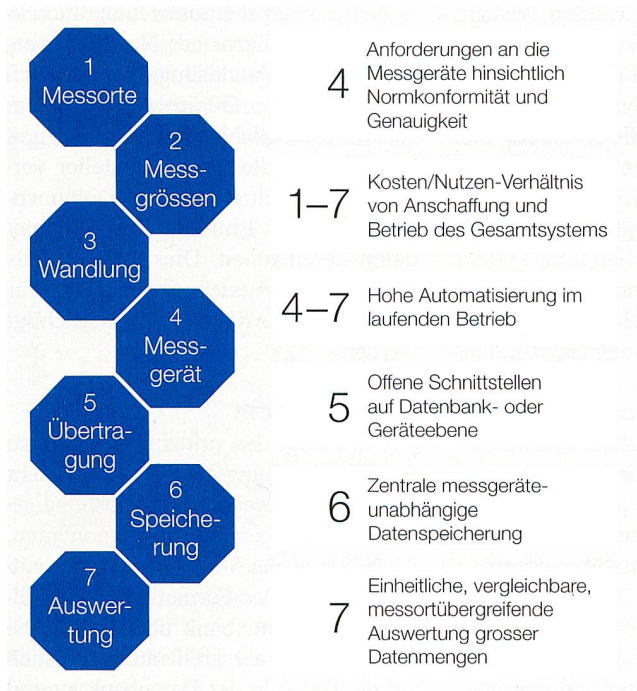 1
Messorte
2
Mess-
grössen
3
Wandlung
4
Mess-
gerät
5
Übertra-
gung
6
Speiche-
rung
7
Auswer-
tung
4
Anforderungen an die
Messgeräte hinsichtlich
Normkonformität und
Genauigkeit
1–7
Kosten/Nutzen-Verhältnis
von Anschaffung und
Betrieb des Gesamtsystems
4–7
Hohe Automatisierung im
laufenden Betrieb
5
Offene Schnittstellen
auf Datenbank- oder
Geräteebene
6
Zentrale messgeräte-
unabhängige
Datenspeicherung
7
Einheitliche, vergleichbare,
messortübergreifende
Auswertung grosser
Datenmengen